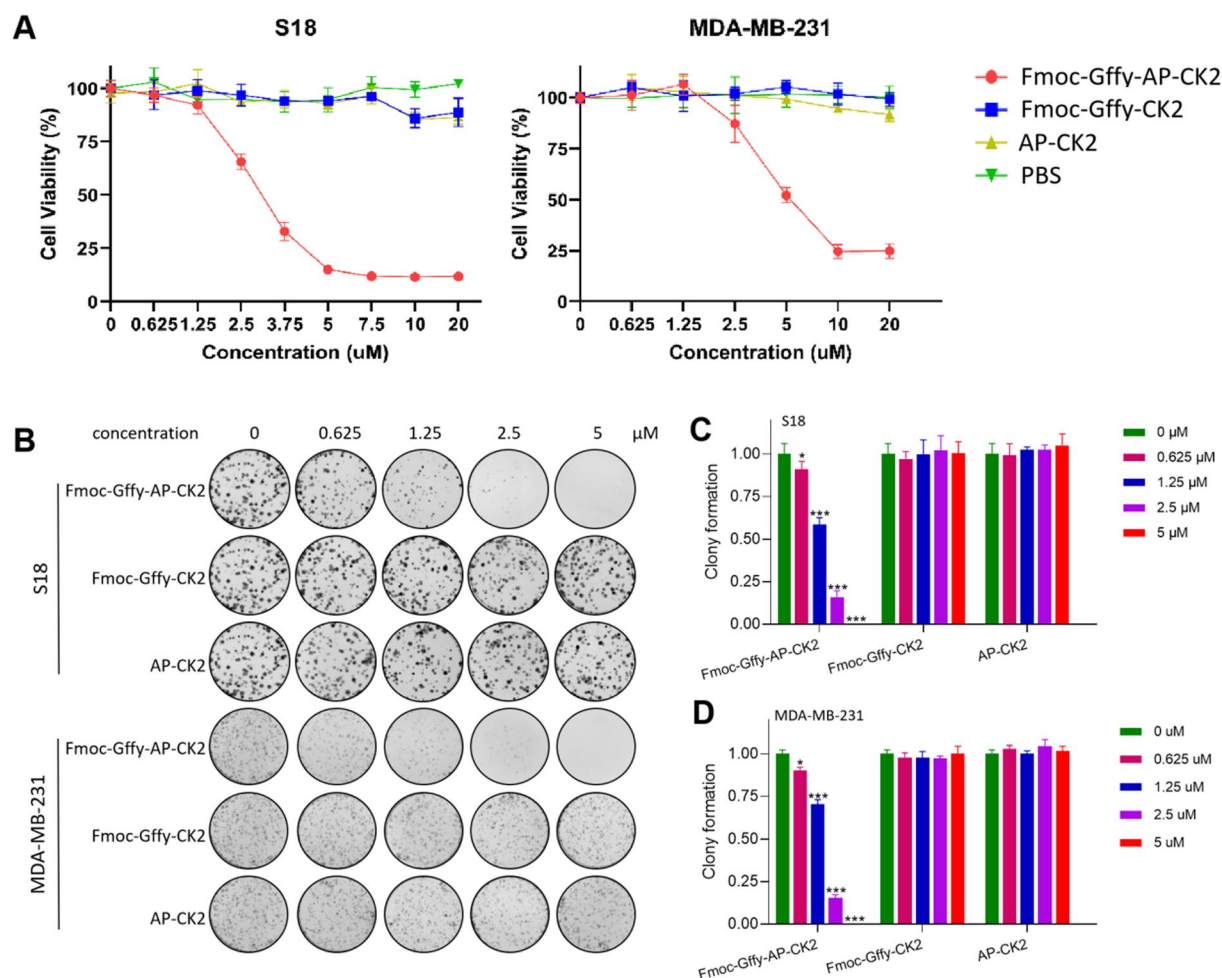 A
S18
MDA-MB-231
Fmoc-Gffy-AP-CK2
Fmoc-Gffy-CK2
AP-CK2
PBS
Cell Viability (%)
100
75
50
25
0
0 0.625 1.25 2.5 3.75 5 7.5 10 20
Concentration (uM)
Cell Viability (%)
100
75
50
25
0
0 0.625 1.25 2.5 5 10 20
Concentration (uM)
B
concentration 0 0.625 1.25 2.5 5 μM
S18
Fmoc-Gffy-AP-CK2
Fmoc-Gffy-CK2
AP-CK2
MDA-MB-231
Fmoc-Gffy-AP-CK2
Fmoc-Gffy-CK2
AP-CK2
C
S18
Clony formation
1.00
0.75
0.50
0.25
0.00
*
***
***
***
Fmoc-Gffy-AP-CK2
Fmoc-Gffy-CK2
AP-CK2
0 μM
0.625 μM
1.25 μM
2.5 μM
5 μM
D
MDA-MB-231
Clony formation
1.00
0.75
0.50
0.25
0.00
*
***
***
***
Fmoc-Gffy-AP-CK2
Fmoc-Gffy-CK2
AP-CK2
0 uM
0.625 uM
1.25 uM
2.5 uM
5 uM